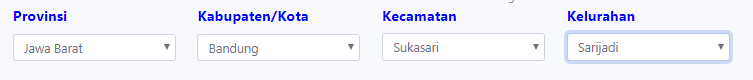 Provinsi Kabupaten/Kota Kecamatan Kelurahan
Jawa Barat Bandung Sukasari Sarijadi